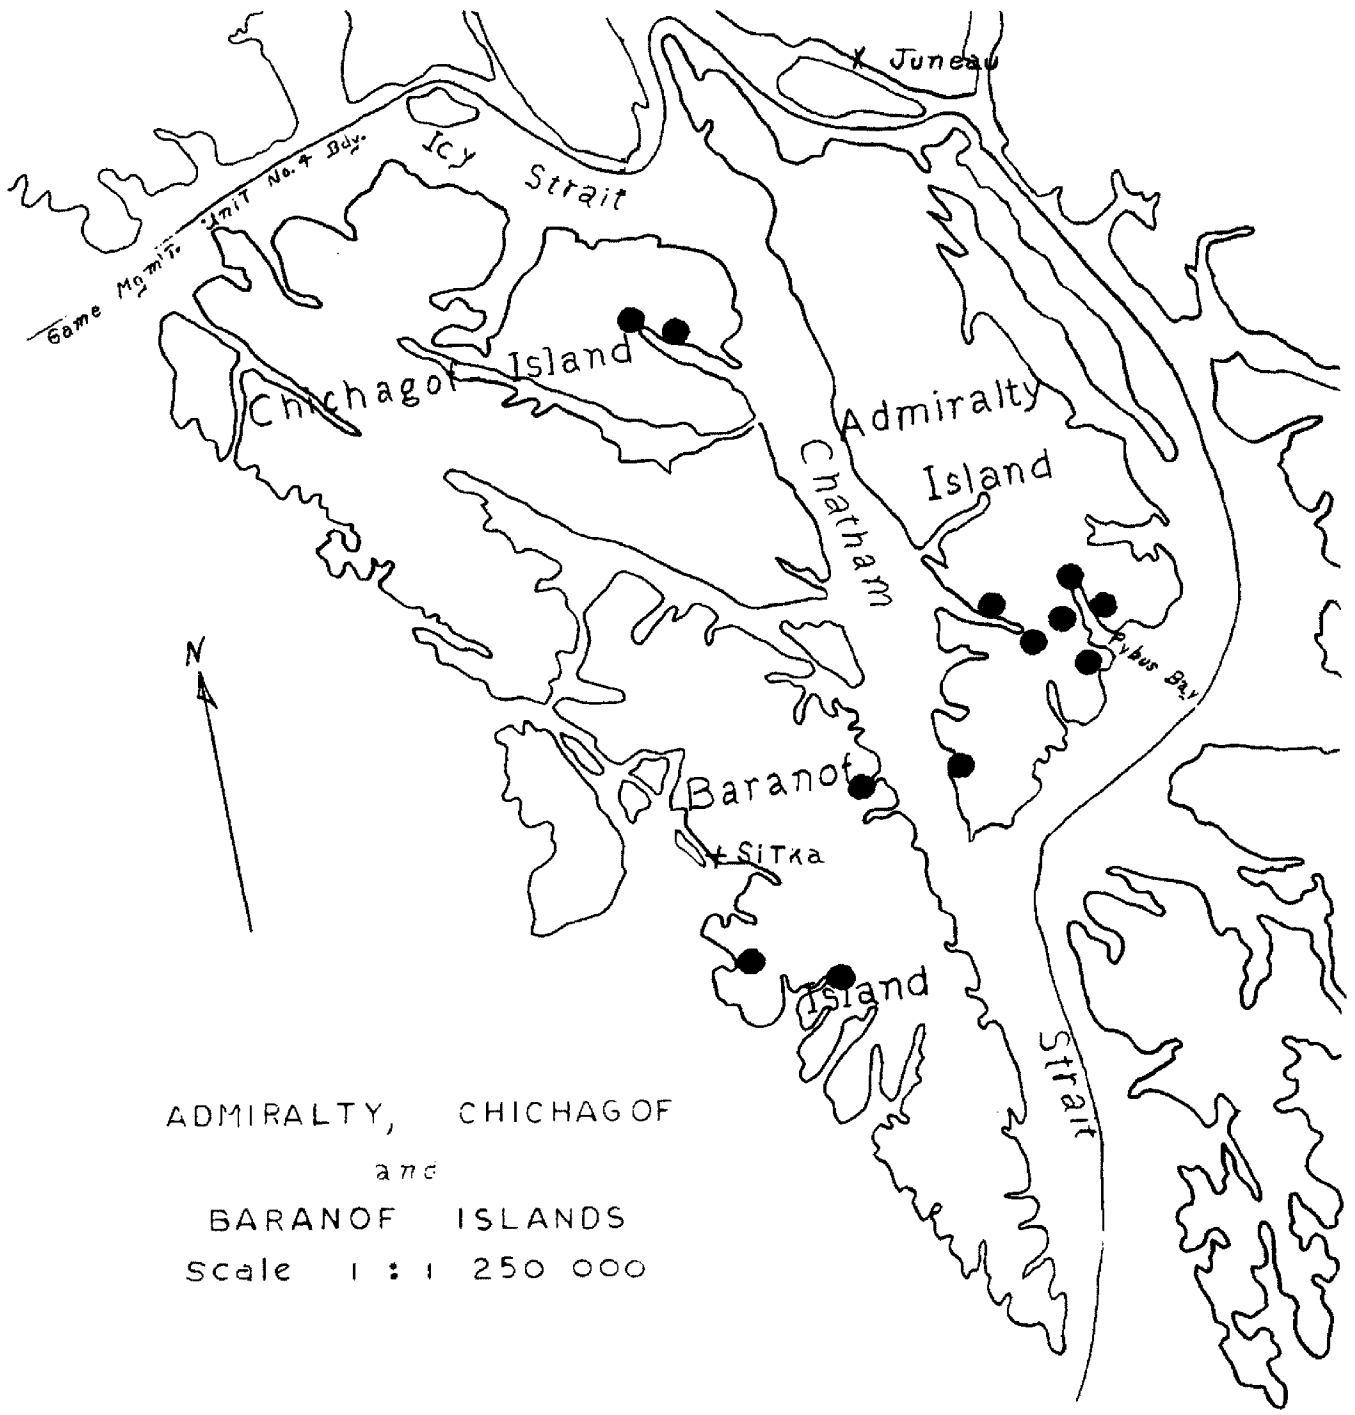 X Juneau
Icy Strait
Game Mgm't. Unit No. 4 Bdy.
Chichagof Island
Admiralty
Island
Chatham
Pybus Bay
N
Baranof
+ Sitka
Island
Strait
ADMIRALTY, CHICHAGOF
and
BARANOF ISLANDS
Scale 1 : 1 250 000